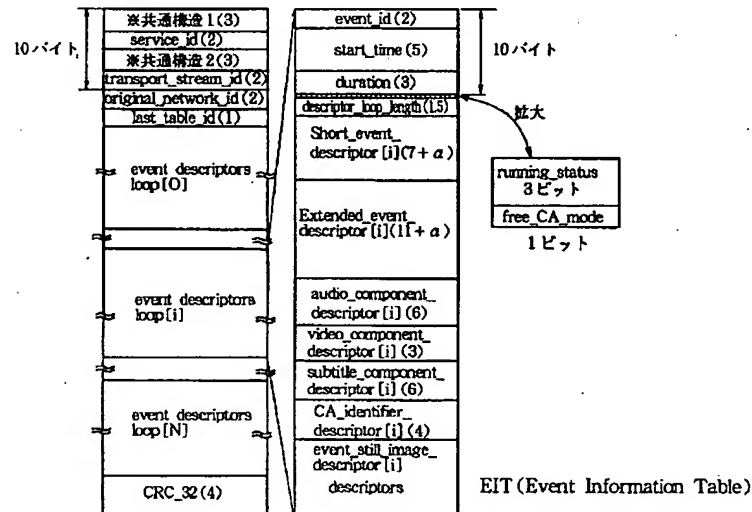 10バイト
※共通構造1(3)
service_id(2)
※共通構造2(3)
transport_stream_id(2)
original_network_id(2)
last_table_id(1)
event descriptors
loop[O]
event descriptors
loop[i]
event descriptors
loop[N]
CRC_32(4)
event_id(2)
start_time(5)
duration(3)
descriptor_loop_length(1.5)
Short_event_
descriptor[i](7+α)
Extended_event_
descriptor[i](11+α)
audio_component_
descriptor[i](6)
video_component_
descriptor[i](3)
subtitle_component_
descriptor[i](6)
CA_identifier_
descriptor[i](4)
event_still_image_
descriptor[i]
descriptors
10バイト
拡大
running_status
3ビット
free_CA_mode
1ビット
EIT(Event Information Table)